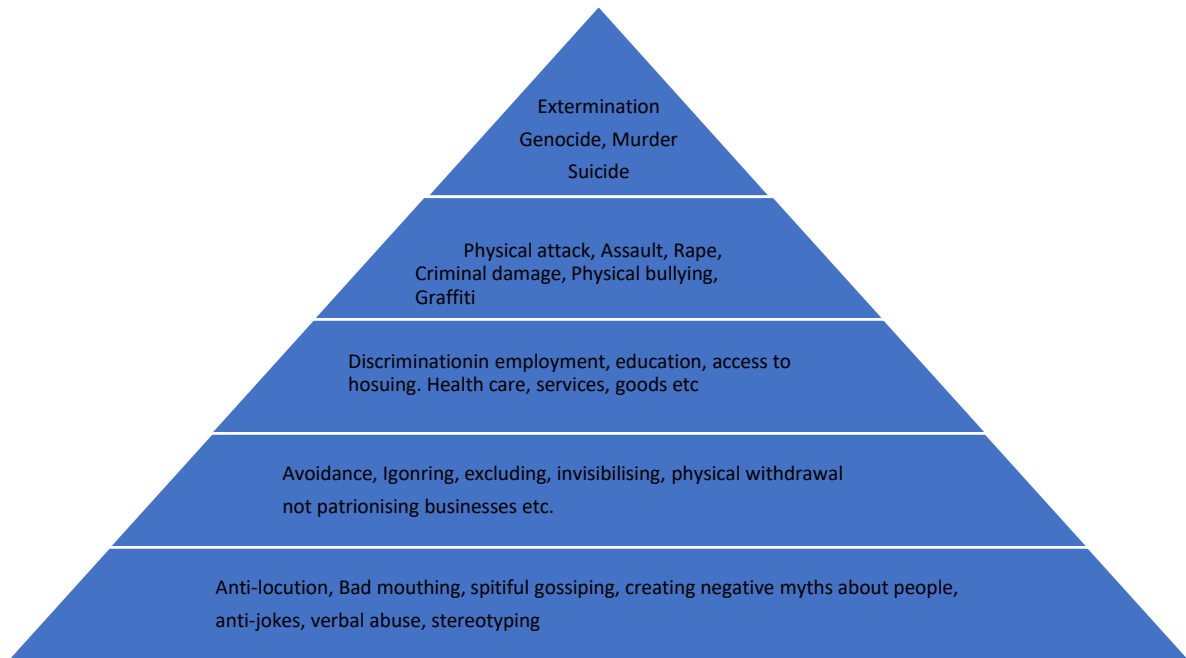 Extermination
Genocide, Murder
Suicide
Physical attack, Assault, Rape,
Criminal damage, Physical bullying,
Graffiti
Discriminationin employment, education, access to
hosuing. Health care, services, goods etc
Avoidance, Igonring, excluding, invisibilising, physical withdrawal
not patrionising businesses etc.
Anti-locution, Bad mouthing, spitiful gossiping, creating negative myths about people,
anti-jokes, verbal abuse, stereotyping